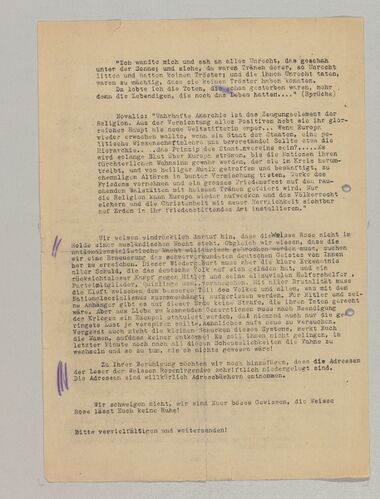 "Ich wandte mich und sah an alles Unrecht, das geschah
unter der Sonne; und siehe, da waren Tränen derer, so Unrecht
litten und hatten keinen Tröster; und die ihnen Unrecht taten,
waren zu mächtig, dass sie keinen Tröster haben konnten.
Da lobte ich die Toten, die schon gestorben waren, mehr
denn die Lebendigen, die noch das Leben hatten...." (Sprüche)
Novalis: "Wahrhafte Anarchie ist das Zeugungselement der
Religion. Aus der Vernichtung alles Positiven hebt sie ihr glor-
reiches Haupt als neue Weltstifterin empor... Wenn Europa
wieder erwachen wollte, wenn ein Staat der Staaten, eine po-
litische Wissenschaftslehre uns bevorstände! Sollte etwa die
Hierarchie... das Prinzip des Staatenvereins sein?...Es
wird solange Blut über Europa strömen, bis die Nationen ihren
fürchterlichen Wahnsinn gewahr werden, der sie im Kreis herum-
treibt, und von heiliger Musik getroffen und besänftigt, zu
ehemaligen Altären in bunter Vermischung treten, Werke des
Friedens vornehmen und ein grosses Friedensfest auf den rau-
chenden Walstätten mit heissen Tränen gefeiert wird. Nur
die Religion kann Europa wieder aufwecken und das Völkerrecht
sichern und die Christenheit mit neuer Herrlichkeit sichtbar
auf Erden in ihr friedenstiftendes Amt installieren."
Wir weisen eindrücklich darauf hin, dass die Weisse Rose nicht im
Solde einer ausländischen Macht steht. Obgleich wir wissen, dass die
nationalsozialistische Macht militärisch gebrochen werden muss, suchen
wir eine Erneuerung des schwerverwundeten deutschen Geistes von Innen
her zu erreichen. Dieser Wiedergeburt muss aber die klare Erkenntnis
aller Schuld, die das deutsche Volk auf sich geladen hat, und ein
rücksichtsloser Kampf gegen Hitler und seine allzuvielen Helfershelfer,
Parteimitglieder, Quislinge usw. vorausgehen. Mit aller Brutalität muss
die Kluft zwischen dem besseren Teil des Volkes und allem, was mit dem
Nationalsozialismus zusammenhängt, aufgerissen werden. Für Hitler und sei-
ne Anhänger gibt es auf dieser Erde keine Strafe, die ihren Taten gerecht
wäre. Aber aus Liebe zu kommenden Generationen muss nach Beendigung
des Krieges ein Exempel statuiert werden, dass niemand auch nur die ge-
ringste Lust je verspüren sollte, Aehnliches aufs neue zu versuchen.
Vergesst auch nicht die kleinen Schurken dieses Systems, merkt Euch
die Namen, auf dass keiner entkomme! Es soll ihnen nicht gelingen, in
letzter Minute noch nach all diesen Scheusslichkeiten die Fahne zu
wechseln und so zu tun, als ob nichts gewesen wäre!
Zu Ihrer Beruhigung möchten wir noch hinzufügen, dass die Adressen
der Leser der Weissen Rose nirgendwo schriftlich niedergelegt sind.
Die Adressen sind willkürlich Adressbüchern entnommen.
Wir schweigen nicht, wir sind Euer böses Gewissen, die Weisse
Rose lässt Euch keine Ruhe!
Bitte vervielfältigen und weitersenden!